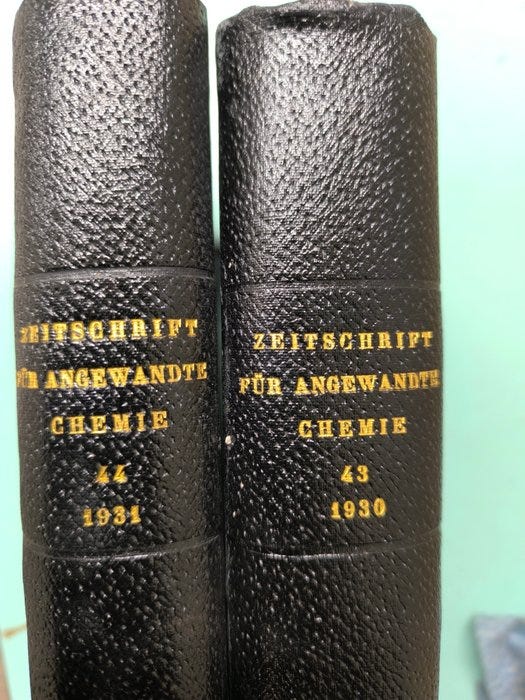 ZEITSCHRIFT
FÜR ANGEWANDTE
CHEMIE
44
1931
ZEITSCHRIFT
FÜR ANGEWANDTE
CHEMIE
43
1930